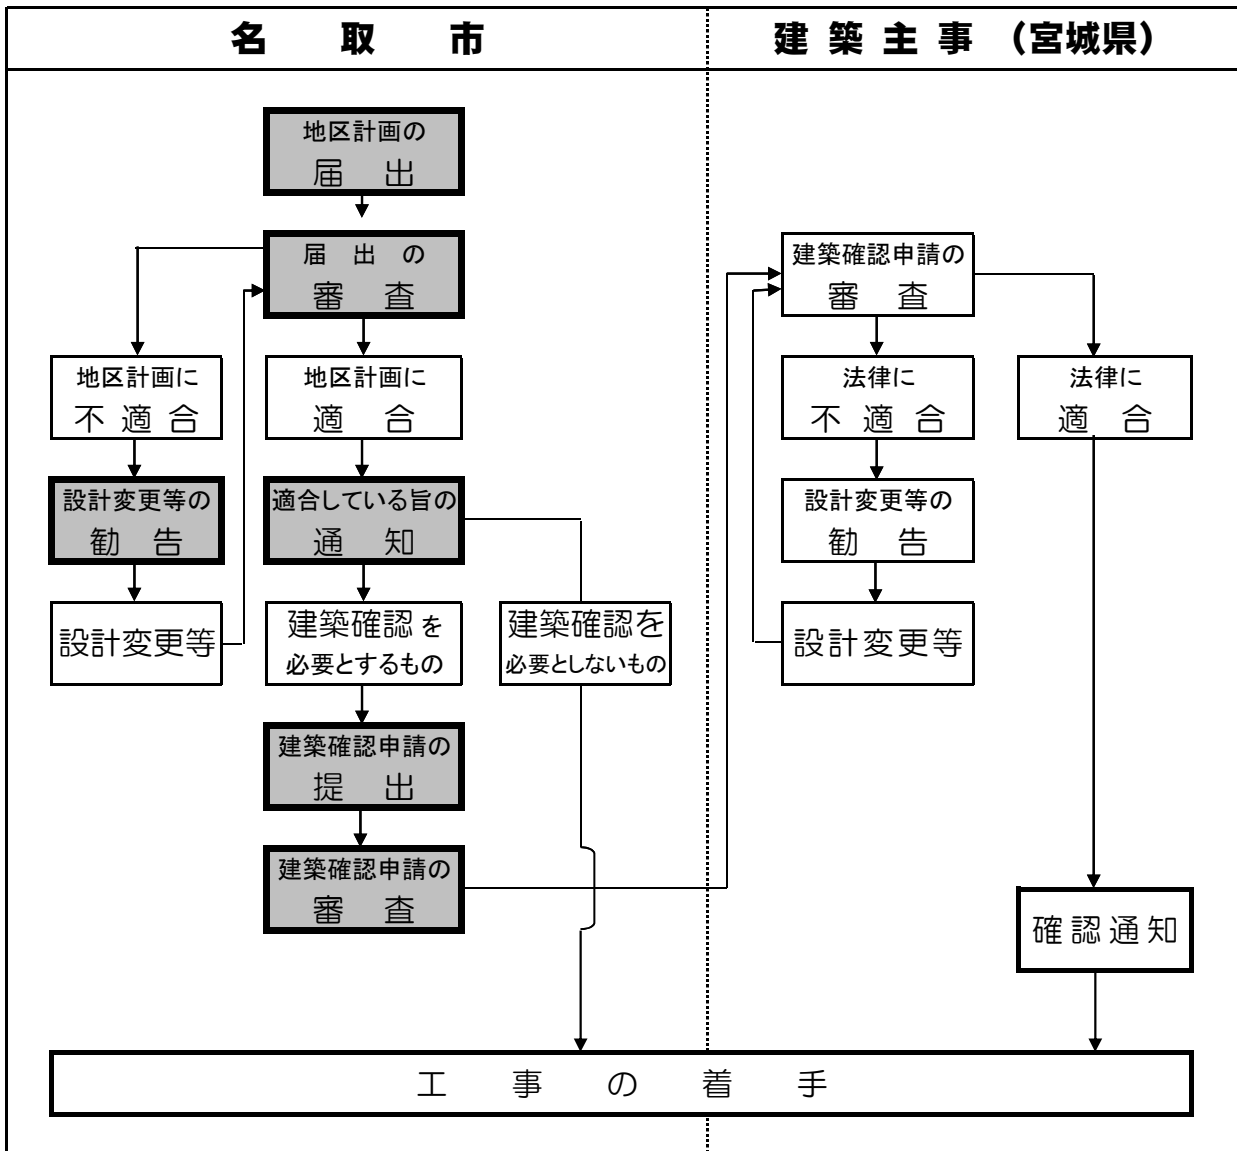 名取市
建築主事（宮城県）
地区計画の
届出
届出の
審査
地区計画に
不適合
地区計画に
適合
設計変更等の
勧告
適合している旨の
通知
設計変更等
建築確認を
必要とするもの
建築確認を
必要としないもの
建築確認申請の
提出
建築確認申請の
審査
建築確認申請の
審査
法律に
不適合
法律に
適合
設計変更等の
勧告
設計変更等
確認通知
工事の着手